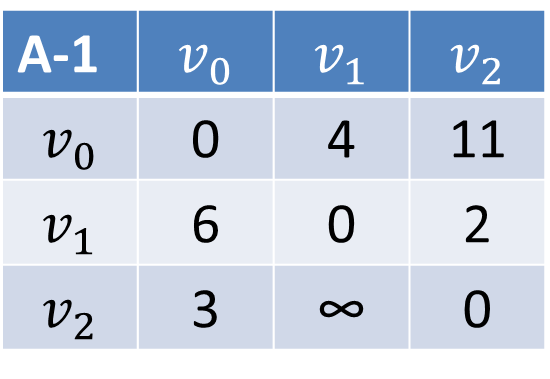 A-1 v₀ v₁ v₂
v₀ 0 4 11
v₁ 6 0 2
v₂ 3 ∞ 0